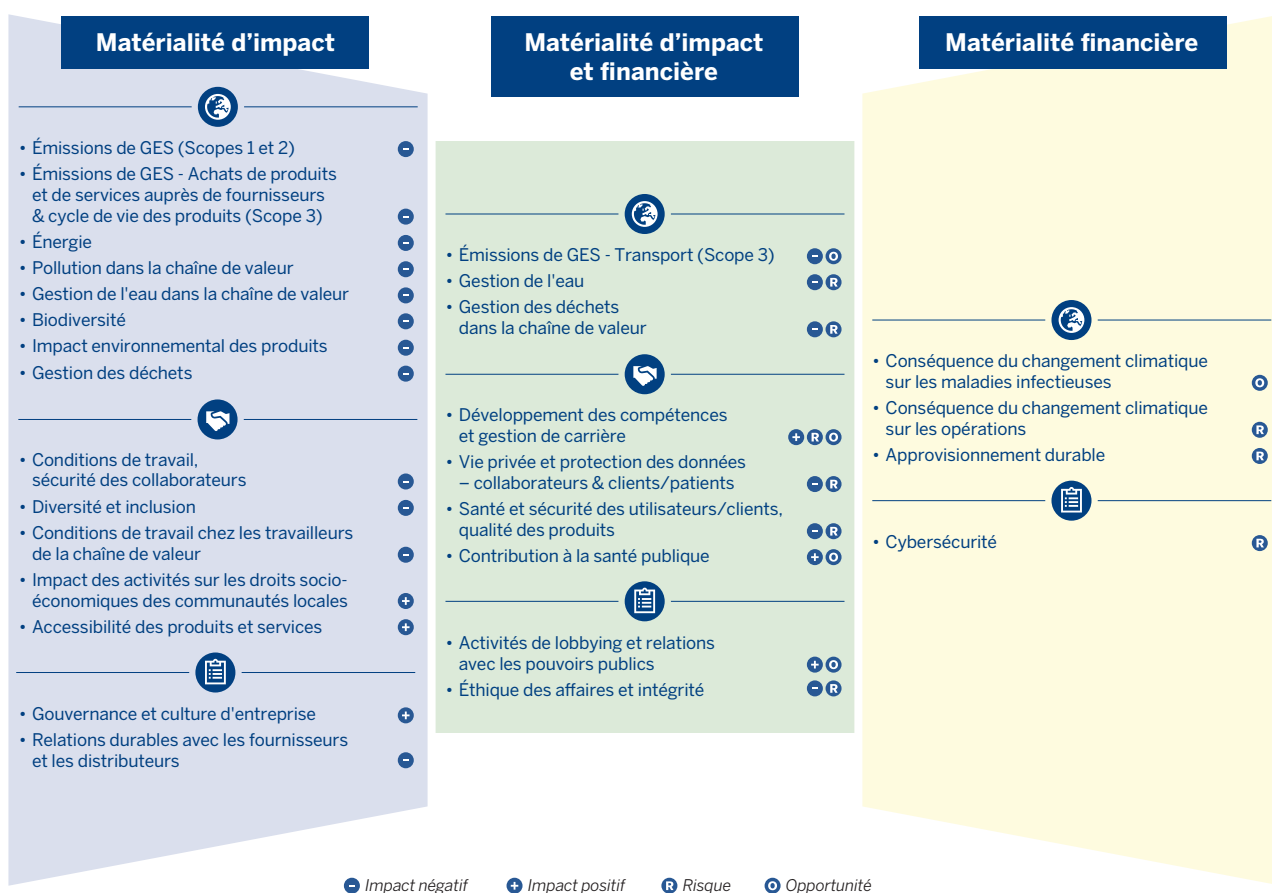 Matérialité d’impact
• Émissions de GES (Scopes 1 et 2) -
• Émissions de GES - Achats de produits
et de services auprès de fournisseurs
& cycle de vie des produits (Scope 3) -
• Énergie -
• Pollution dans la chaîne de valeur -
• Gestion de l'eau dans la chaîne de valeur -
• Biodiversité -
• Impact environnemental des produits -
• Gestion des déchets -
• Conditions de travail,
sécurité des collaborateurs -
• Diversité et inclusion -
• Conditions de travail chez les travailleurs
de la chaîne de valeur -
• Impact des activités sur les droits socio-
économiques des communautés locales +
• Accessibilité des produits et services +
• Gouvernance et culture d'entreprise +
• Relations durables avec les fournisseurs
et les distributeurs -
Matérialité d’impact
et financière
• Émissions de GES - Transport (Scope 3) - O
• Gestion de l'eau - R
• Gestion des déchets
dans la chaîne de valeur - R
• Développement des compétences
et gestion de carrière + R O
• Vie privée et protection des données
– collaborateurs & clients/patients - R
• Santé et sécurité des utilisateurs/clients,
qualité des produits - R
• Contribution à la santé publique + O
• Activités de lobbying et relations
avec les pouvoirs publics + O
• Éthique des affaires et intégrité - R
Matérialité financière
• Conséquence du changement climatique
sur les maladies infectieuses O
• Conséquence du changement climatique
sur les opérations R
• Approvisionnement durable R
• Cybersécurité R
- Impact négatif + Impact positif R Risque O Opportunité